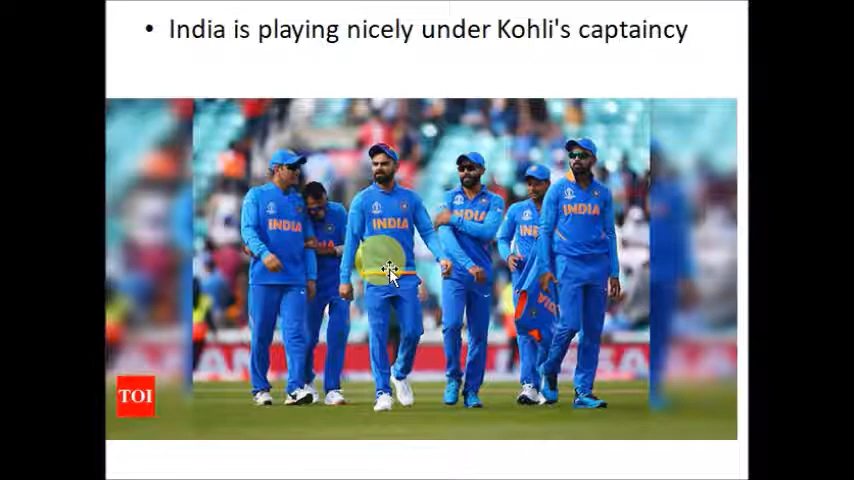 • India is playing nicely under Kohli's captaincy
INDIA
INDIA
INDIA
INDIA
TOI